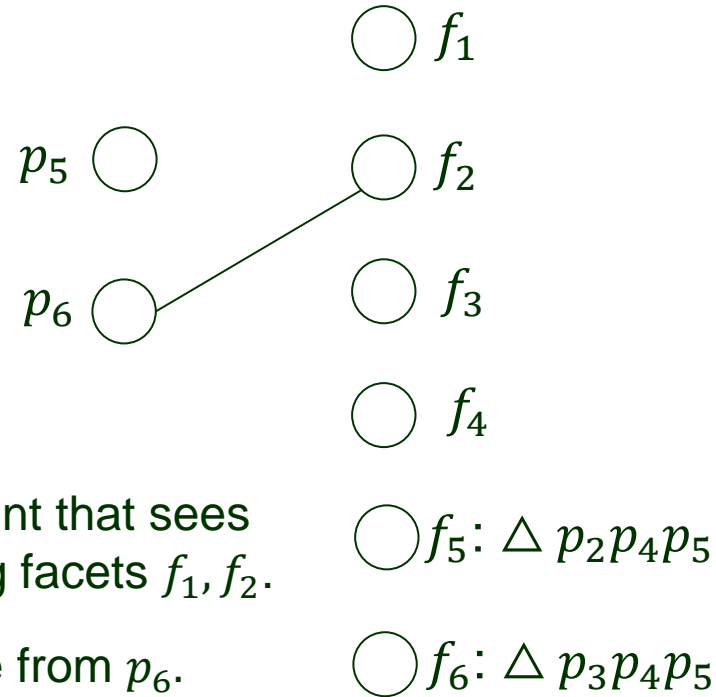 f₁
p₅
f₂
p₆
f₃
f₄
nt that sees
g facets f₁, f₂.
f₅: △ p₂p₄p₅
e from p₆.
f₆: △ p₃p₄p₅